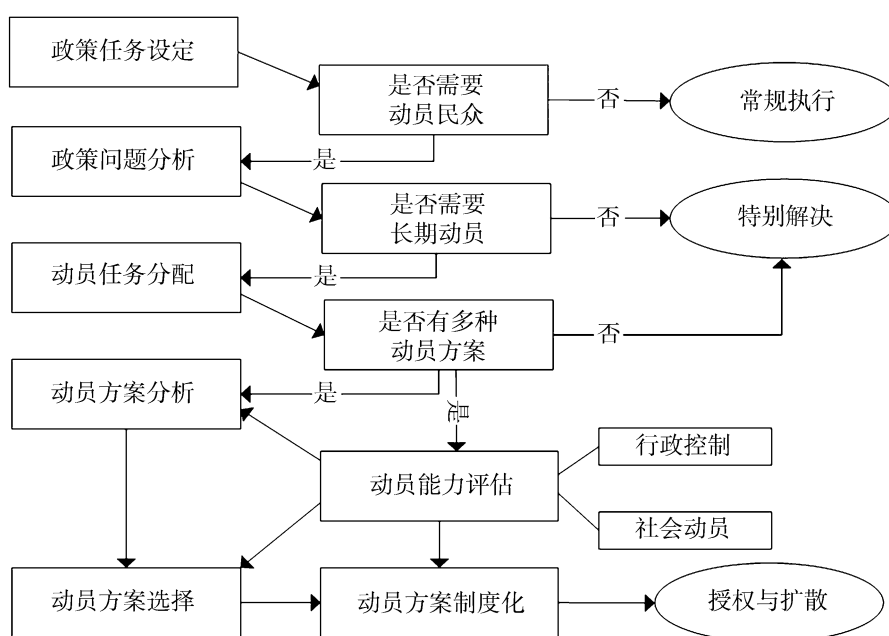 政策任务设定
是否需要
动员民众
否
常规执行
政策问题分析
是
是否需要
长期动员
否
特别解决
动员任务分配
是
是否有多种
动员方案
否
动员方案分析
是
是
行政控制
动员能力评估
社会动员
动员方案选择
动员方案制度化
授权与扩散